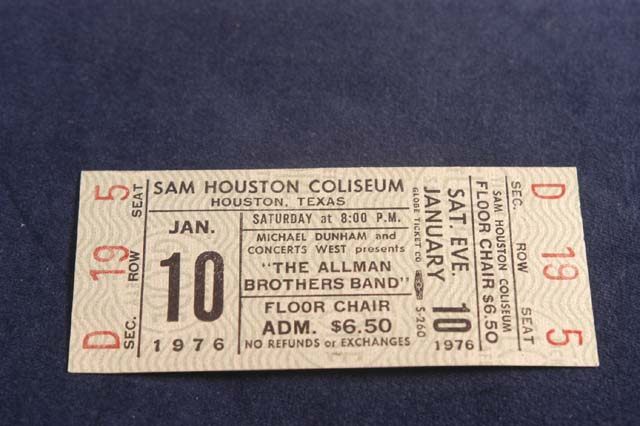 SEC. D ROW 19 SEAT 5
SAM HOUSTON COLISEUM
HOUSTON, TEXAS
JAN.
10
1976
SATURDAY at 8:00 P.M.
MICHAEL DUNHAM and
CONCERTS WEST presents
"THE ALLMAN
BROTHERS BAND"
FLOOR CHAIR
ADM. $6.50
NO REFUNDS or EXCHANGES
GLOBE TICKET CO S-260
SAT. EVE.
JANUARY
10
1976
SAM HOUSTON COLISEUM
FLOOR CHAIR $6.50
SEC. ROW SEAT
D 19 5